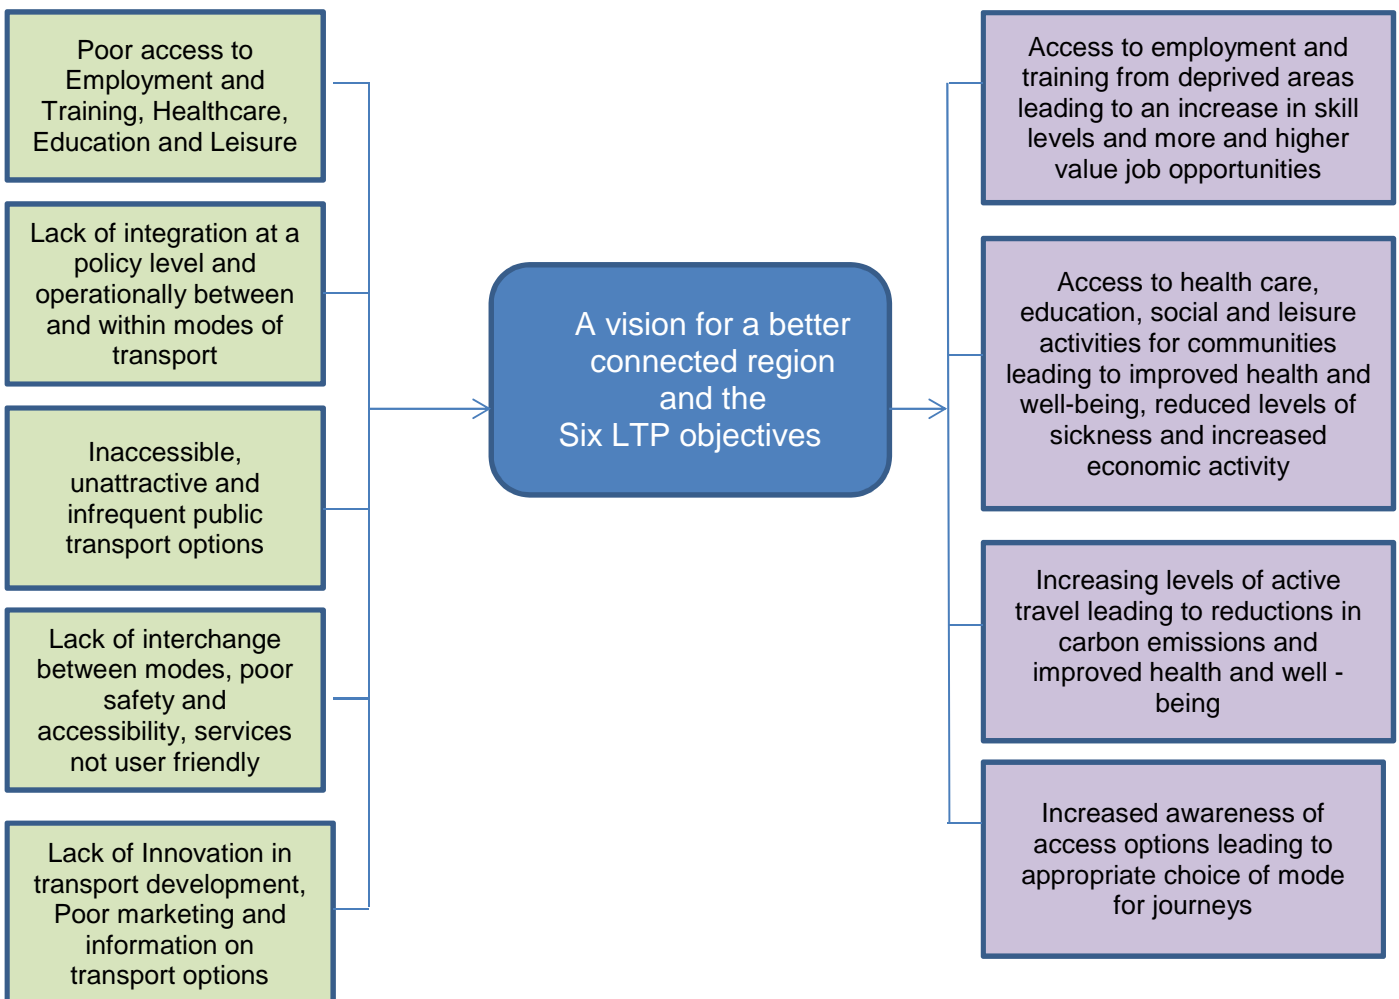 Poor access to
Employment and
Training, Healthcare,
Education and Leisure
Lack of integration at a
policy level and
operationally between
and within modes of
transport
Inaccessible,
unattractive and
infrequent public
transport options
Lack of interchange
between modes, poor
safety and
accessibility, services
not user friendly
Lack of Innovation in
transport development,
Poor marketing and
information on
transport options
A vision for a better
connected region
and the
Six LTP objectives
Access to employment and
training from deprived areas
leading to an increase in skill
levels and more and higher
value job opportunities
Access to health care,
education, social and leisure
activities for communities
leading to improved health and
well-being, reduced levels of
sickness and increased
economic activity
Increasing levels of active
travel leading to reductions in
carbon emissions and
improved health and well -
being
Increased awareness of
access options leading to
appropriate choice of mode
for journeys